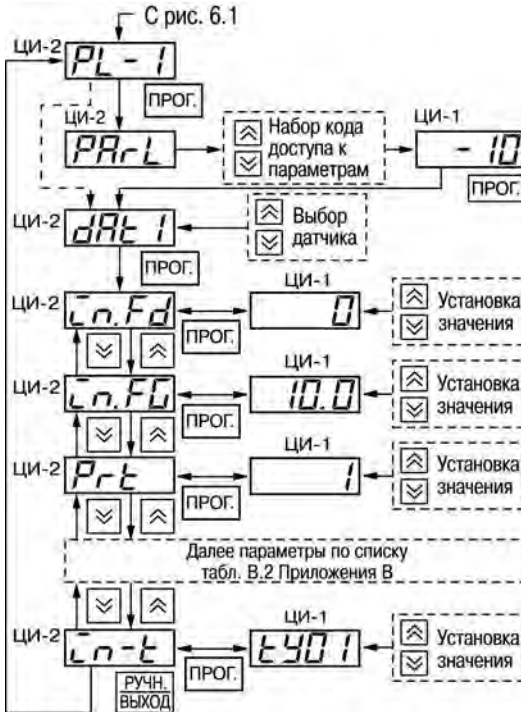 С рис. 6.1
ЦИ-2
PL-1
ПРОГ.
ЦИ-2
PArL
Набор кода
доступа к
параметрам
ЦИ-1
-10
ПРОГ.
ЦИ-2
dAt1
Выбор
датчика
ПРОГ.
ЦИ-2
in.Fd
ПРОГ.
ЦИ-1
0
Установка
значения
ЦИ-2
in.FG
ПРОГ.
ЦИ-1
10.0
Установка
значения
ЦИ-2
Prt
ПРОГ.
ЦИ-1
1
Установка
значения
Далее параметры по списку
табл. В.2 Приложения В
ЦИ-2
in-t
ПРОГ.
ЦИ-1
tY01
Установка
значения
РУЧН.
ВЫХОД